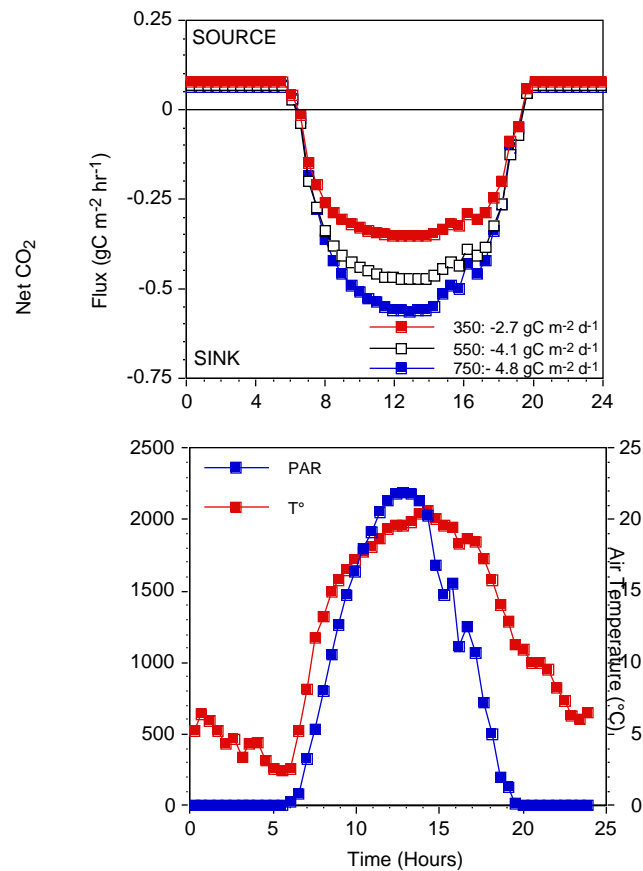 0.25
SOURCE
0
-0.25
-0.5
-0.75
Net CO2
Flux (gC m-2 hr-1)
350: -2.7 gC m-2 d-1
550: -4.1 gC m-2 d-1
750:- 4.8 gC m-2 d-1
SINK
0 4 8 12 16 20 24
2500
2000
1500
1000
500
0
PAR
T°
25
20
15
10
5
0
Air Temperature (°C)
0 5 10 15 20 25
Time (Hours)